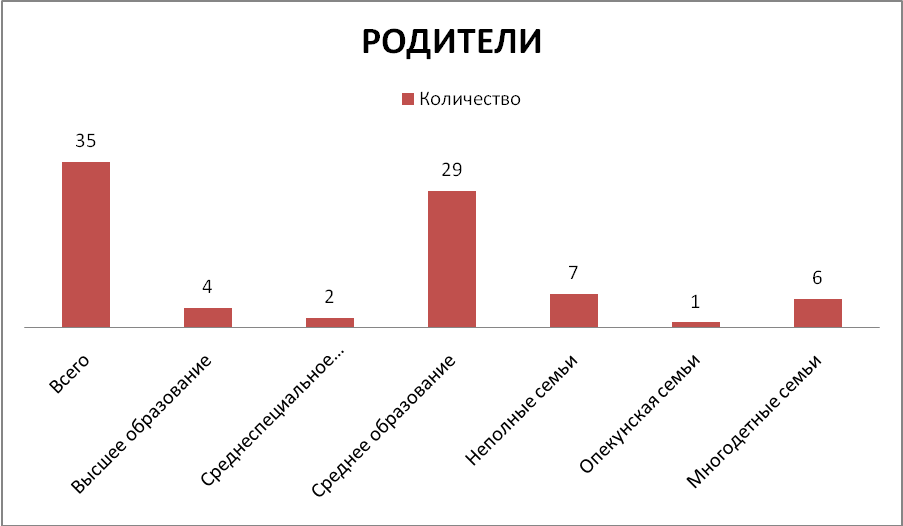 РОДИТЕЛИ
Количество
35
4
2
29
7
1
6
Всего
Высшее образование
Среднеспециальное...
Среднее образование
Неполные семьи
Опекунская семьи
Многодетные семьи